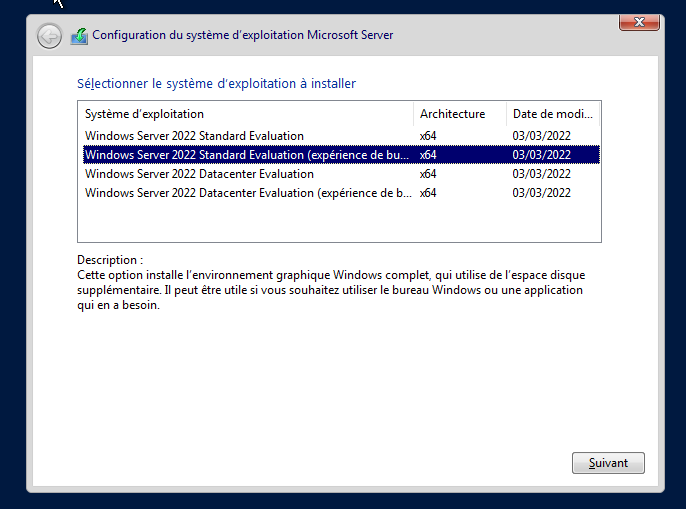 Configuration du système d'exploitation Microsoft Server
Sélectionner le système d'exploitation à installer
Système d'exploitation Architecture Date de modi...
Windows Server 2022 Standard Evaluation x64 03/03/2022
Windows Server 2022 Standard Evaluation (expérience de bu... x64 03/03/2022
Windows Server 2022 Datacenter Evaluation x64 03/03/2022
Windows Server 2022 Datacenter Evaluation (expérience de b... x64 03/03/2022
Description :
Cette option installe l'environnement graphique Windows complet, qui utilise de l'espace disque
supplémentaire. Il peut être utile si vous souhaitez utiliser le bureau Windows ou une application
qui en a besoin.
Suivant